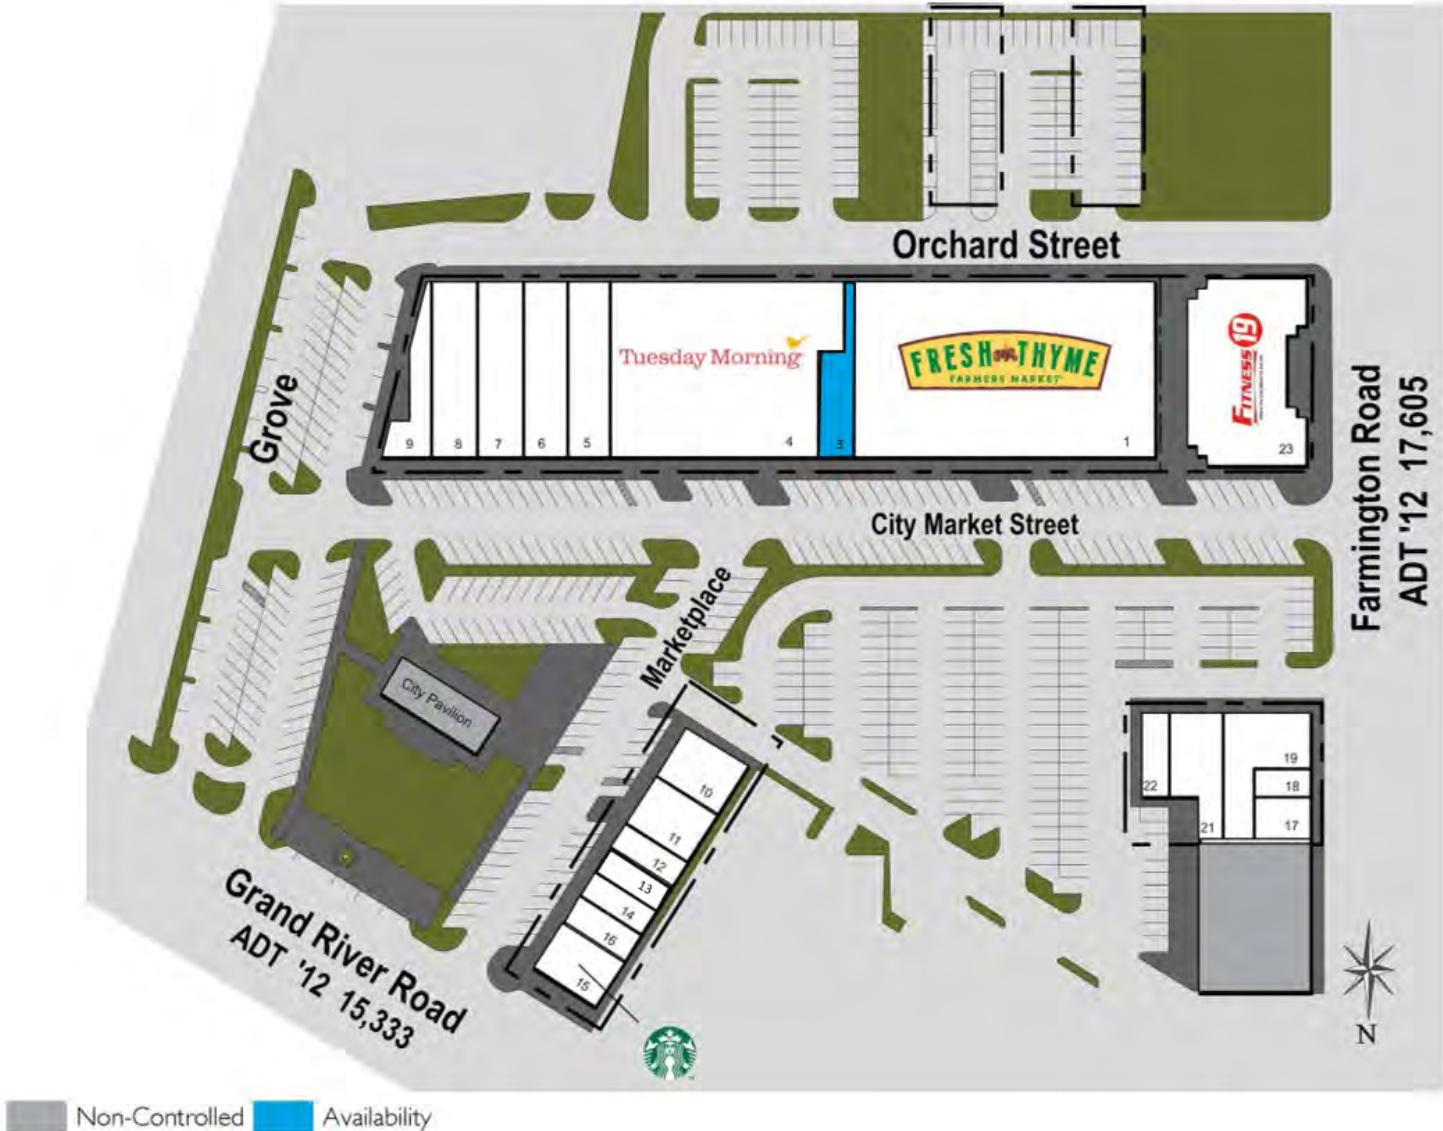 Orchard Street
Tuesday Morning
FRESH THYME
FARMERS MARKET
FITNESS 19
9
8
7
6
5
4
3
1
23
Grove
City Market Street
Farmington Road
ADT '12 17,605
Marketplace
City Pavilion
10
11
12
13
14
16
15
19
18
17
22
21
Grand River Road
ADT '12 15,333
N
Non-Controlled
Availability